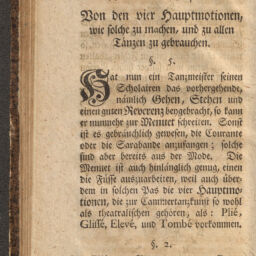 Von den vier Hauptmotionen,
wie solche zu machen, und zu allen
Tänzen zu gebrauchen.
§. 5.
Hat nun ein Tanzmeister seinen
Scholairen das vorhergehende,
nämlich Gehen, Stehen und
einen guten Reverenz beygebracht, so kann
er nunmehr zur Menuet schreiten. Sonst
ist es gebräuchlich gewesen, die Courante
oder die Sarabande anzufangen; solche
sind aber bereits aus der Mode. Die
Menuet ist auch hinlänglich genug, einen
die Füsse auszuarbeiten, weil auch über-
dem in solchen Pas die vier Hauptmo-
tionen, die zur Cammertanzkunst so wohl
als theatralischen gehören, als: Plié,
Glissé, Elevé, und Tombé vorkommen.
§. 2.